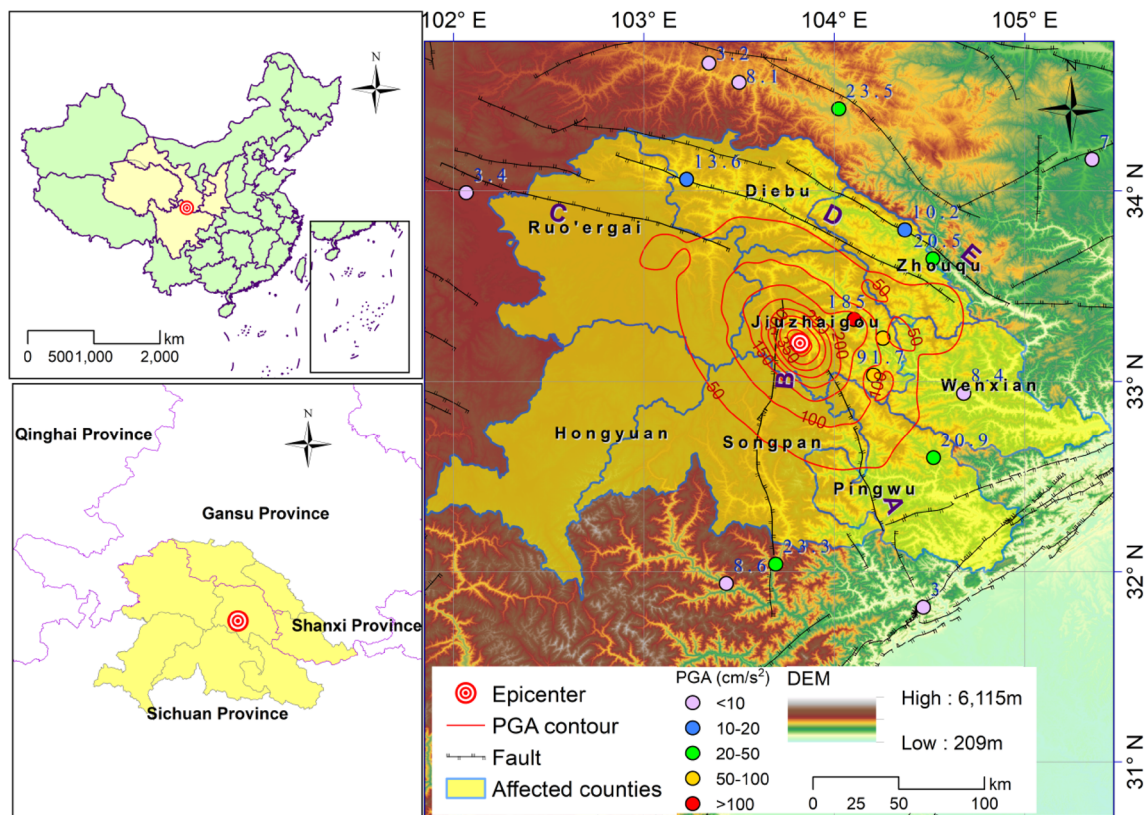 102° E
103° E
104° E
105° E
N
0 500 1,000 2,000
km
N
Qinghai Province
Gansu Province
Shanxi Province
Sichuan Province
N
3.2
8.1
23.5
7
34° N
13.6
3.4
Diebu
C
D
Ruo'ergai
10.2
20.5
E
Zhouqu
50
185
Jiuzhaigou
50
200
150
350
91.7
B
33° N
8.4
Wenxian
50
100
Hongyuan
Songpan
20.9
Pingwu
A
23.3
8.6
32° N
3
31° N
Epicenter
PGA contour
Fault
Affected counties
PGA (cm/s²)
<10
10-20
20-50
50-100
>100
DEM
High : 6,115m
Low : 209m
km
0 25 50 100